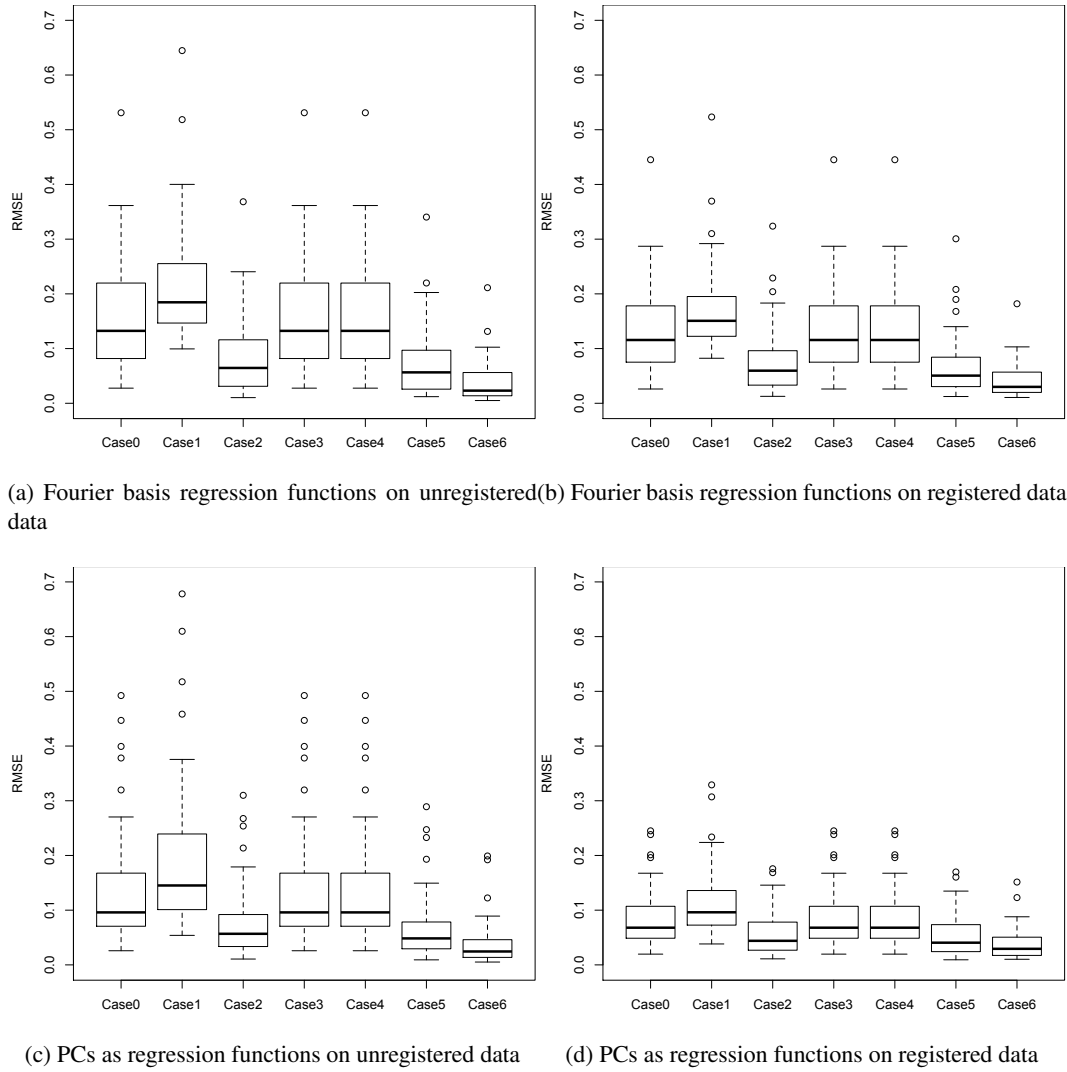 0.0 0.1 0.2 0.3 0.4 0.5 0.6 0.7
RMSE
Case0 Case1 Case2 Case3 Case4 Case5 Case6
0.0 0.1 0.2 0.3 0.4 0.5 0.6 0.7
RMSE
Case0 Case1 Case2 Case3 Case4 Case5 Case6
(a) Fourier basis regression functions on unregistered
data
(b) Fourier basis regression functions on registered data
0.0 0.1 0.2 0.3 0.4 0.5 0.6 0.7
RMSE
Case0 Case1 Case2 Case3 Case4 Case5 Case6
0.0 0.1 0.2 0.3 0.4 0.5 0.6 0.7
RMSE
Case0 Case1 Case2 Case3 Case4 Case5 Case6
(c) PCs as regression functions on unregistered data
(d) PCs as regression functions on registered data